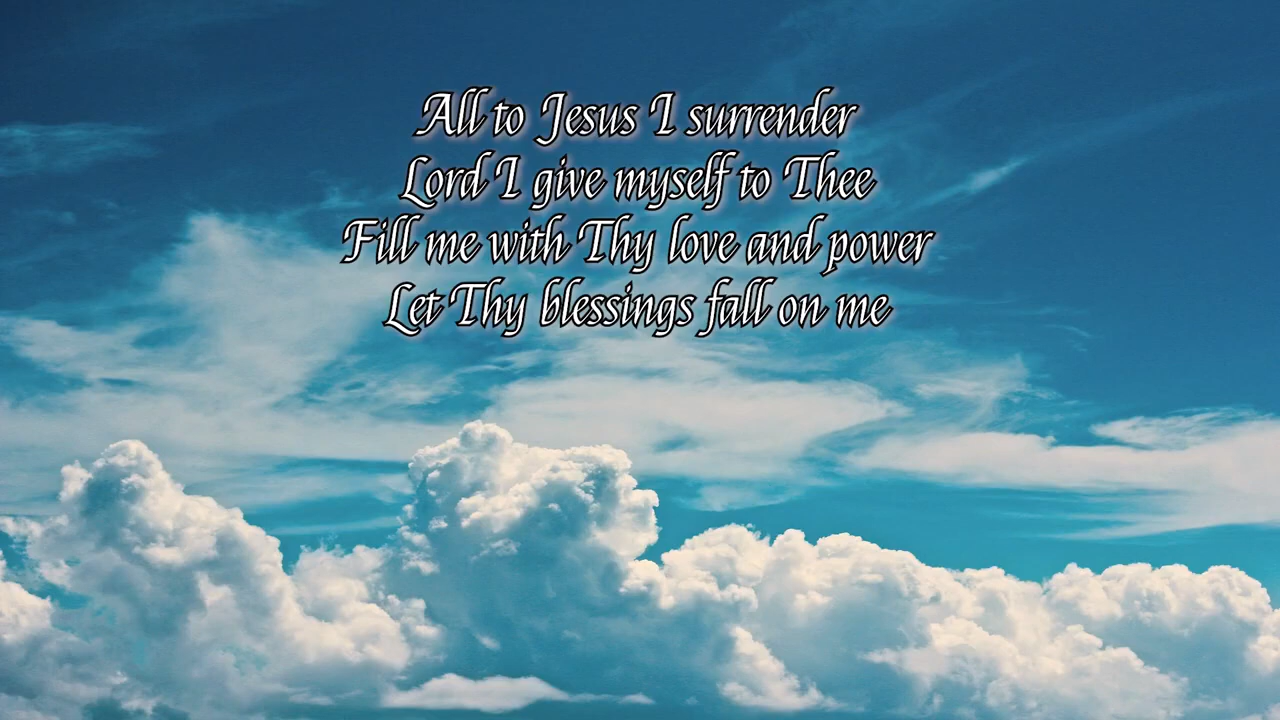 All to Jesus I surrender
Lord I give myself to Thee
Fill me with Thy love and power
Let Thy blessings fall on me